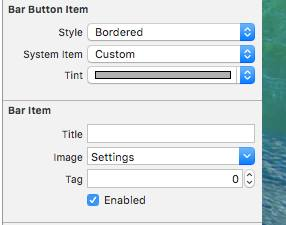 Bar Button Item
Style Bordered
System Item Custom
Tint
Bar Item
Title
Image Settings
Tag 0
Enabled